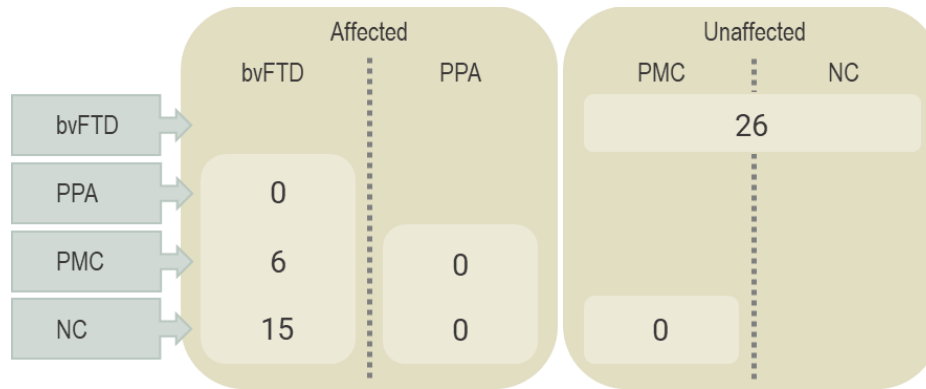 Affected Unaffected
bvFTD PPA PMC NC
bvFTD 26
PPA 0
PMC 6 0
NC 15 0 0